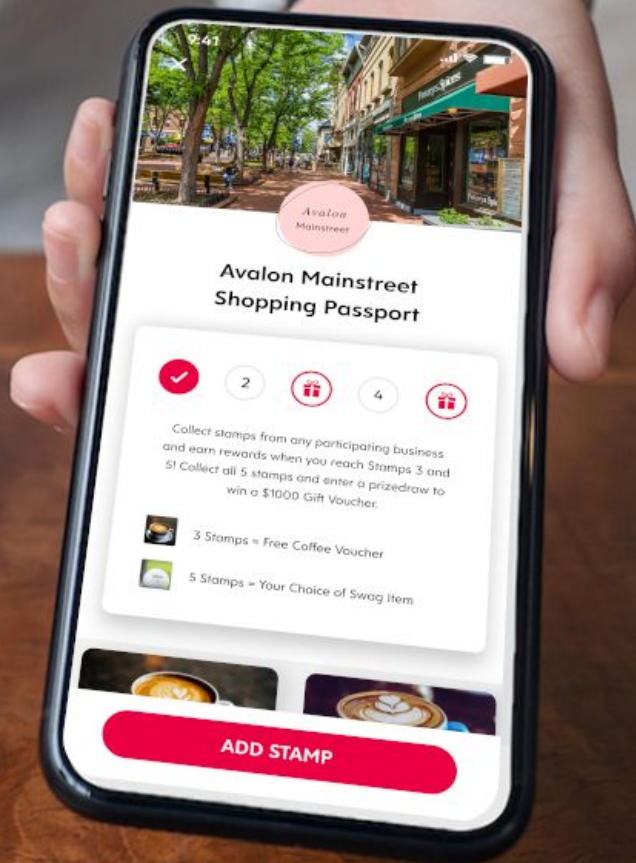 9:41
Avalon
Mainstreet
Avalon Mainstreet
Shopping Passport
2
4
Collect stamps from any participating business
and earn rewards when you reach Stamps 3 and
5! Collect all 5 stamps and enter a prizedraw to
win a $1000 Gift Voucher.
3 Stamps = Free Coffee Voucher
5 Stamps = Your Choice of Swag Item
ADD STAMP